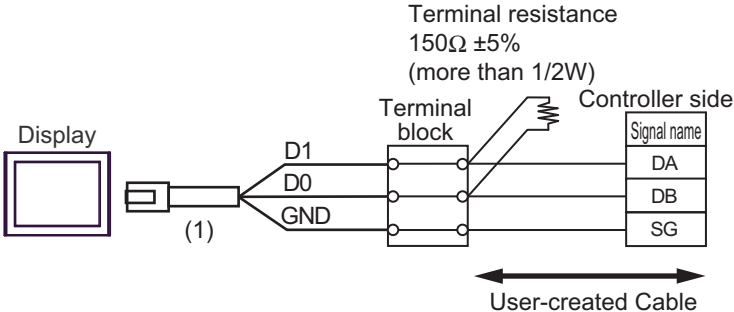 Terminal resistance
150Ω ±5%
(more than 1/2W)
Controller side
Terminal
block
Signal name
Display
D1
DA
D0
DB
GND
SG
(1)
User-created Cable